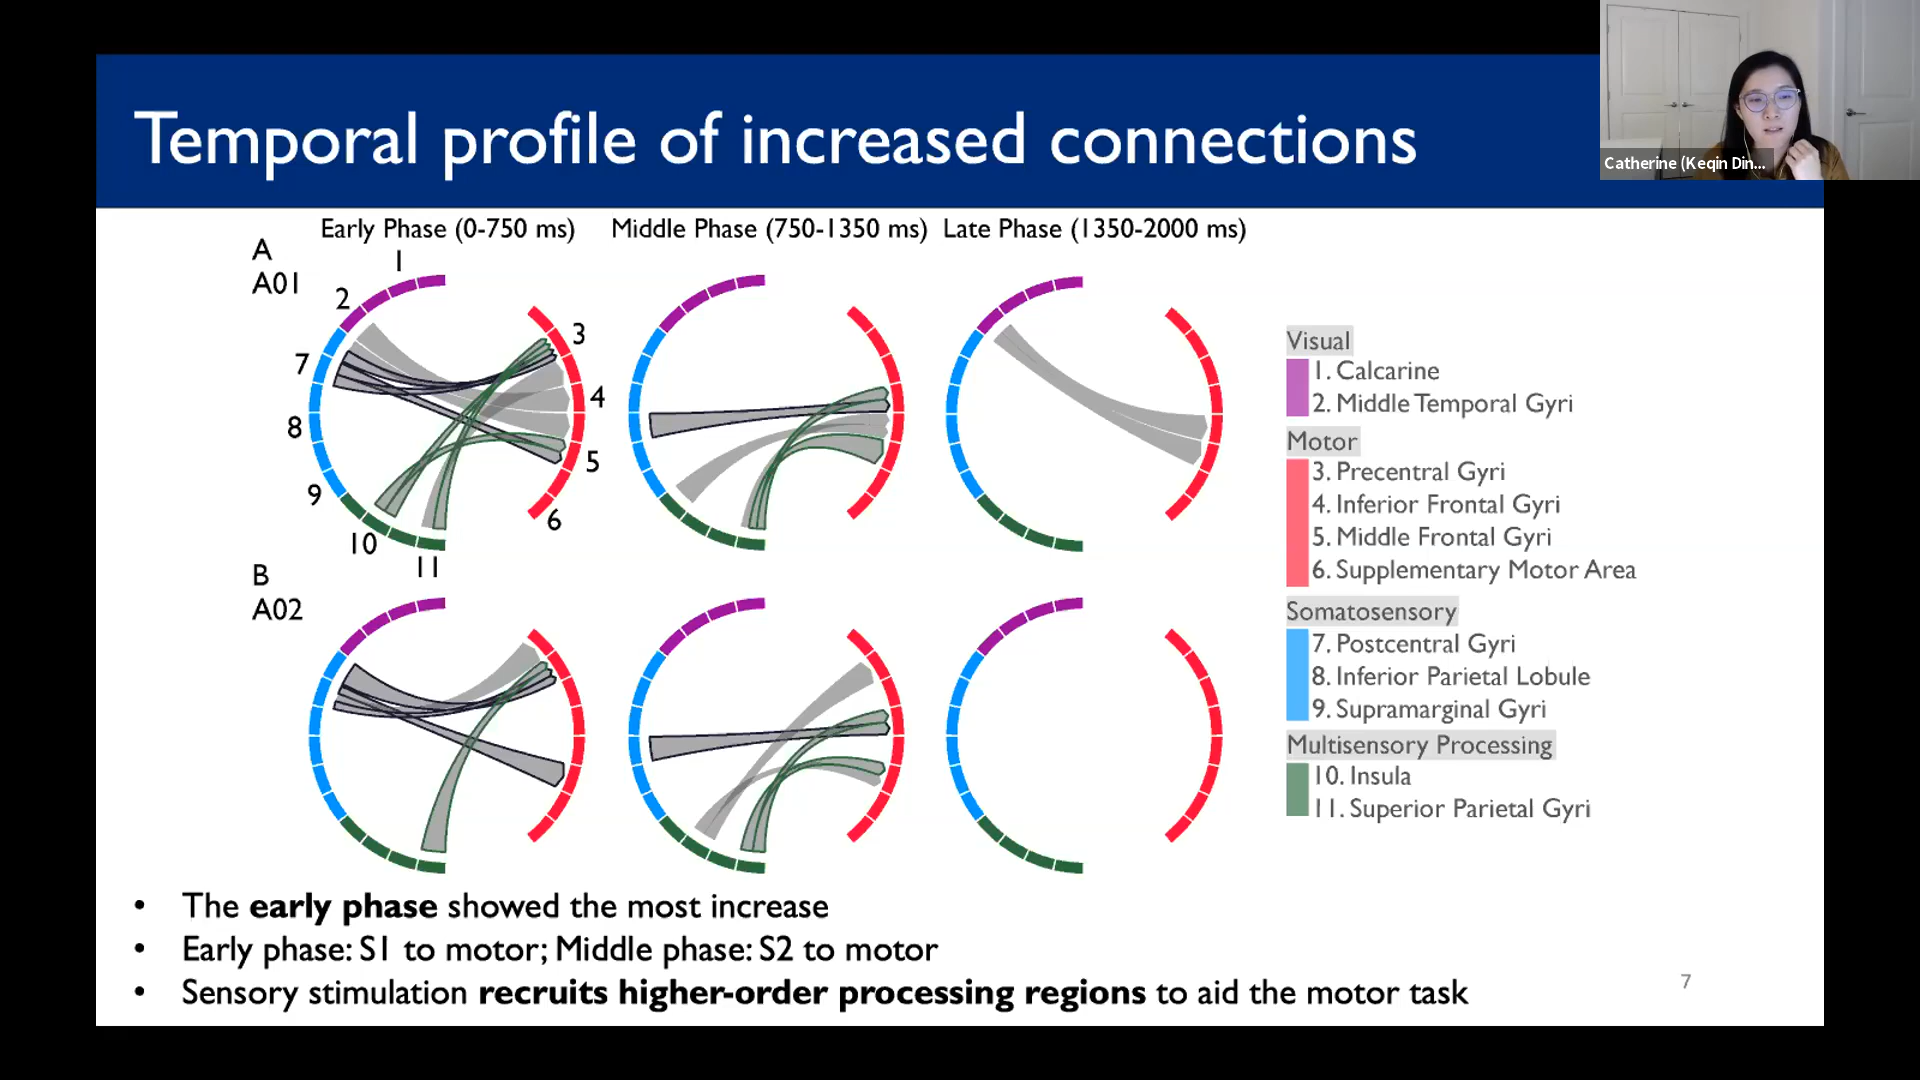 Temporal profile of increased connections
Catherine (Keqin Din...
Early Phase (0-750 ms)
Middle Phase (750-1350 ms)
Late Phase (1350-2000 ms)
A
A01
1
2
3
4
5
6
7
8
9
10
11
B
A02
Visual
1. Calcarine
2. Middle Temporal Gyri
Motor
3. Precentral Gyri
4. Inferior Frontal Gyri
5. Middle Frontal Gyri
6. Supplementary Motor Area
Somatosensory
7. Postcentral Gyri
8. Inferior Parietal Lobule
9. Supramarginal Gyri
Multisensory Processing
10. Insula
11. Superior Parietal Gyri
• The early phase showed the most increase
• Early phase: S1 to motor; Middle phase: S2 to motor
• Sensory stimulation recruits higher-order processing regions to aid the motor task
7